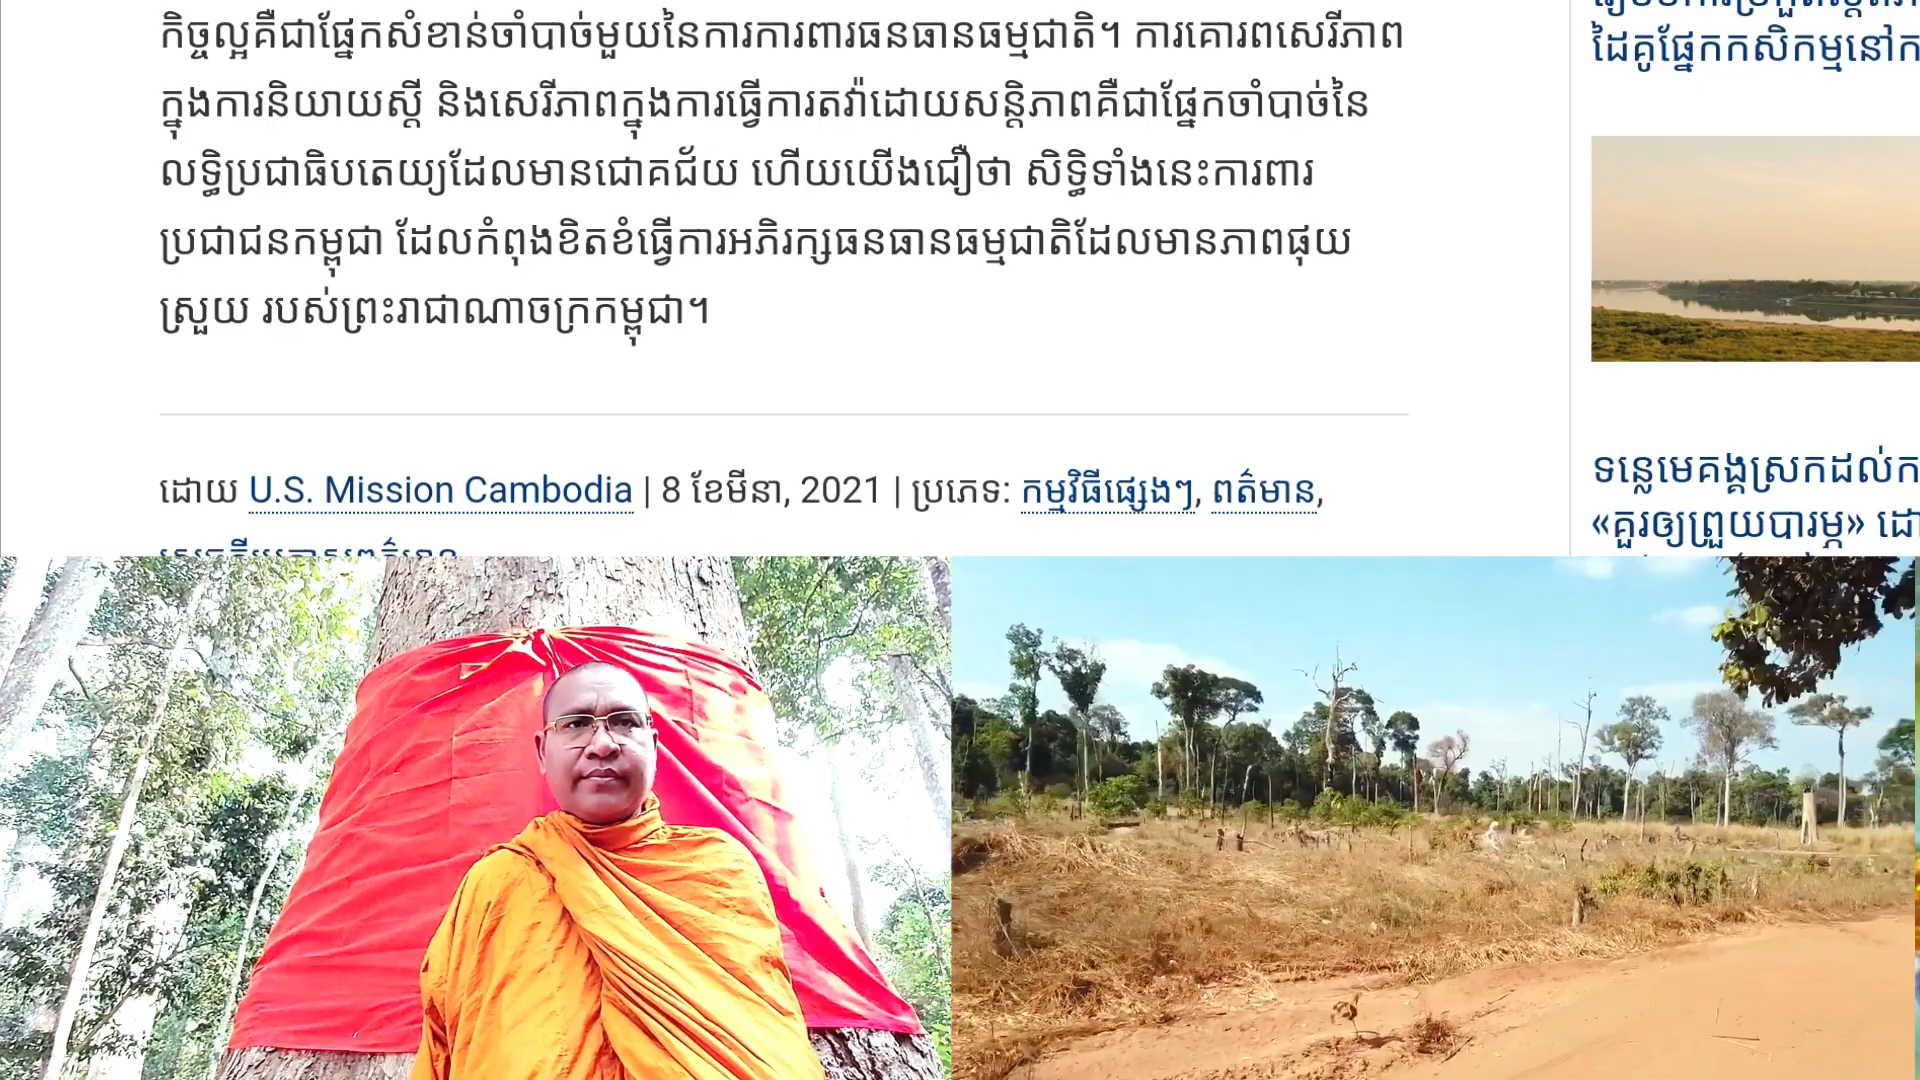 កិច្ចល្អគឺជាផ្នែកសំខាន់ចាំបាច់មួយនៃការការពារធនធានធម្មជាតិ។ ការគោរពសេរីភាព
ក្នុងការនិយាយស្តី និងសេរីភាពក្នុងការធ្វើការតវ៉ាដោយសន្តិភាពគឺជាផ្នែកចាំបាច់នៃ
លទ្ធិប្រជាធិបតេយ្យដែលមានជោគជ័យ ហើយយើងជឿថា សិទ្ធិទាំងនេះការពារ
ប្រជាជនកម្ពុជា ដែលកំពុងខិតខំធ្វើការអភិរក្សធនធានធម្មជាតិដែលមានភាពផុយ
ស្រួយ របស់ព្រះរាជាណាចក្រកម្ពុជា។
ដោយ U.S. Mission Cambodia | 8 ខែមីនា, 2021 | ប្រភេទ: កម្មវិធីផ្សេងៗ, ពត៌មាន,
ដៃគូផ្នែកកសិកម្មនៅក
ទន្លេមេគង្គស្រកដល់ក
«គួរឲ្យព្រួយបារម្ភ» ដោ